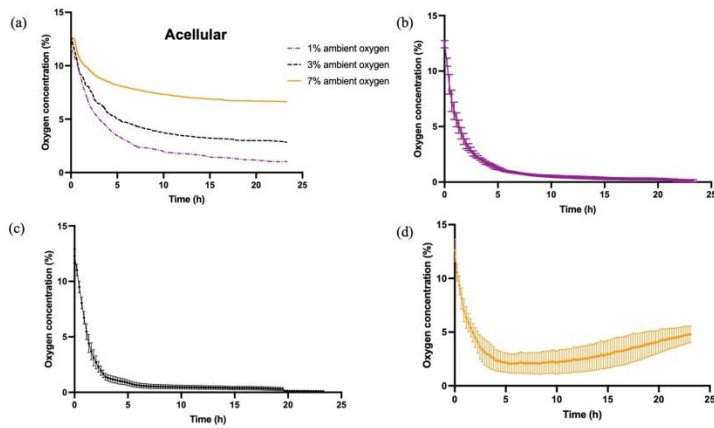 (a)
Acellular
15
10
5
0
0 5 10 15 20 25
Oxygen concentration (%)
Time (h)
1% ambient oxygen
3% ambient oxygen
7% ambient oxygen
(b)
15
10
5
0
0 5 10 15 20 25
Oxygen concentration (%)
Time (h)
(c)
15
10
5
0
0 5 10 15 20 25
Oxygen concentration (%)
Time (h)
(d)
15
10
5
0
0 5 10 15 20 25
Oxygen concentration (%)
Time (h)